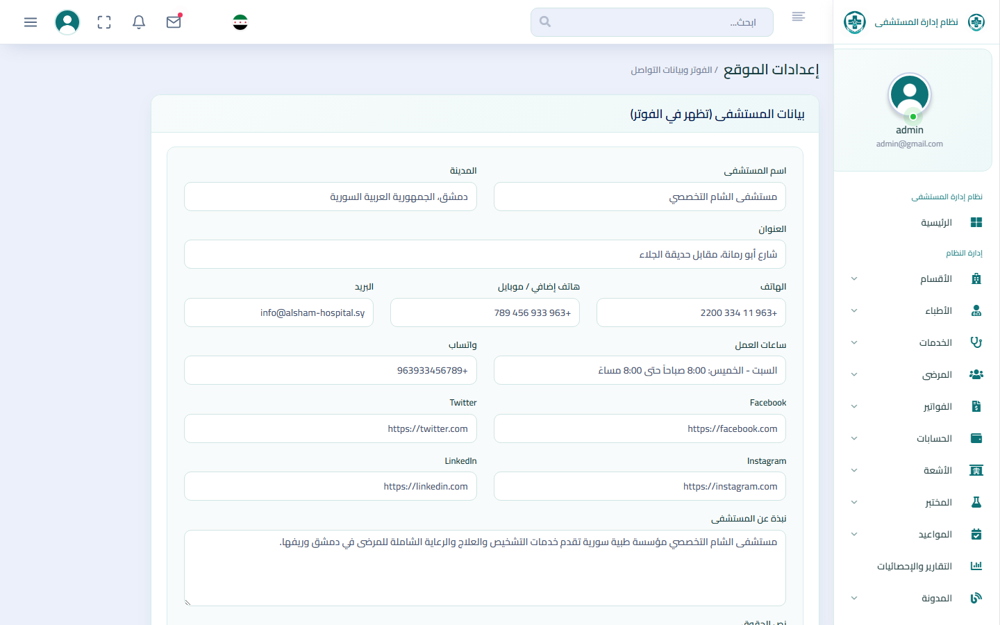 نظام إدارة المستشفى
ابحث...
admin
admin@gmail.com
نظام إدارة المستشفى
الرئيسية
إدارة النظام
الأقسام
الأطباء
الخدمات
المرضى
الفواتير
الحسابات
الأشعة
المختبر
المواعيد
التقارير والإحصائيات
المدونة
إعدادات الموقع / الفوتر وبيانات التواصل
بيانات المستشفى (تظهر في الفوتر)
اسم المستشفى
مستشفى الشام التخصصي
المدينة
دمشق، الجمهورية العربية السورية
العنوان
شارع أبو رمانة، مقابل حديقة الجلاء
الهاتف
+963 11 334 2200
هاتف إضافي / موبايل
+963 933 456 789
البريد
info@alsham-hospital.sy
ساعات العمل
السبت - الخميس: 8:00 صباحاً حتى 8:00 مساءً
واتساب
+963933456789
Facebook
https://facebook.com
Twitter
https://twitter.com
Instagram
https://instagram.com
LinkedIn
https://linkedin.com
نبذة عن المستشفى
مستشفى الشام التخصصي مؤسسة طبية سورية تقدم خدمات التشخيص والعلاج والرعاية الشاملة للمرضى في دمشق وريفها.
نص الحقوق